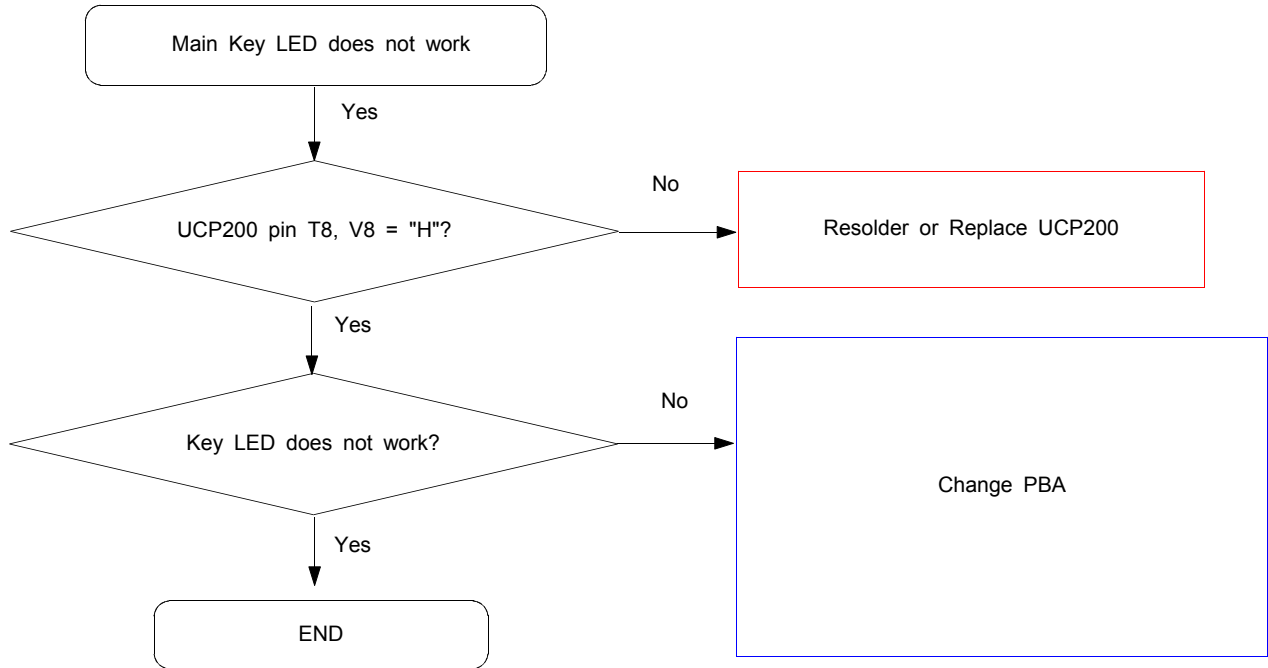 Main Key LED does not work
Yes
UCP200 pin T8, V8 = "H"?
No
Resolder or Replace UCP200
Yes
Key LED does not work?
No
Change PBA
Yes
END